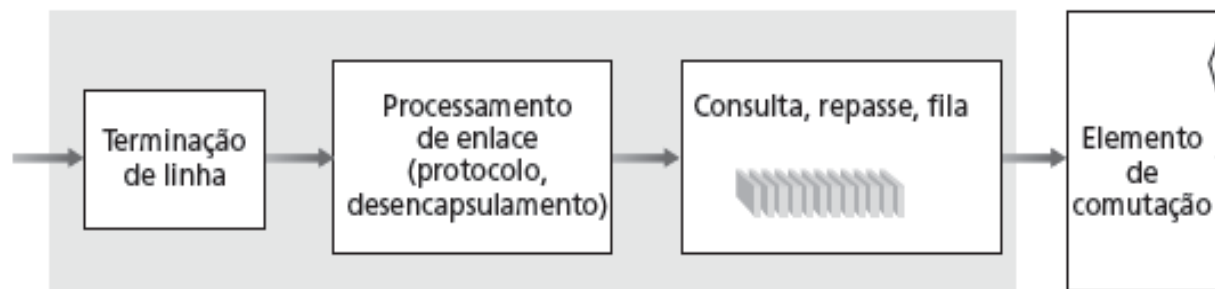 Terminação
de linha
Processamento
de enlace
(protocolo,
desencapsulamento)
Consulta, repasse, fila
Elemento
de
comutação